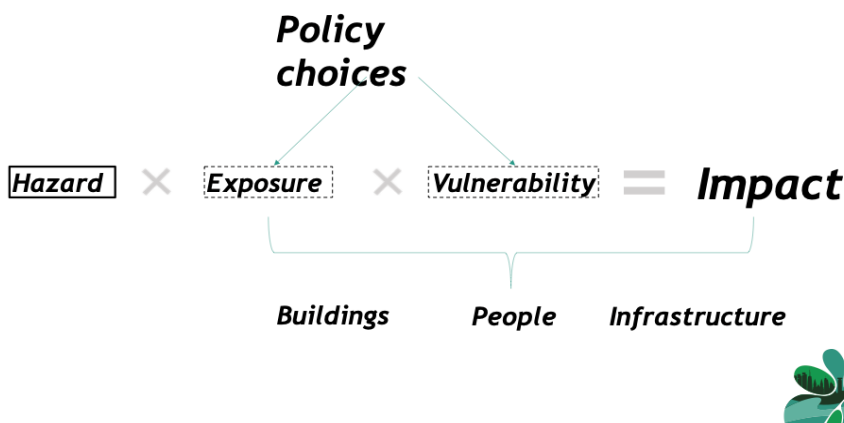 Policy
choices
Hazard × Exposure × Vulnerability = Impact
Buildings People Infrastructure